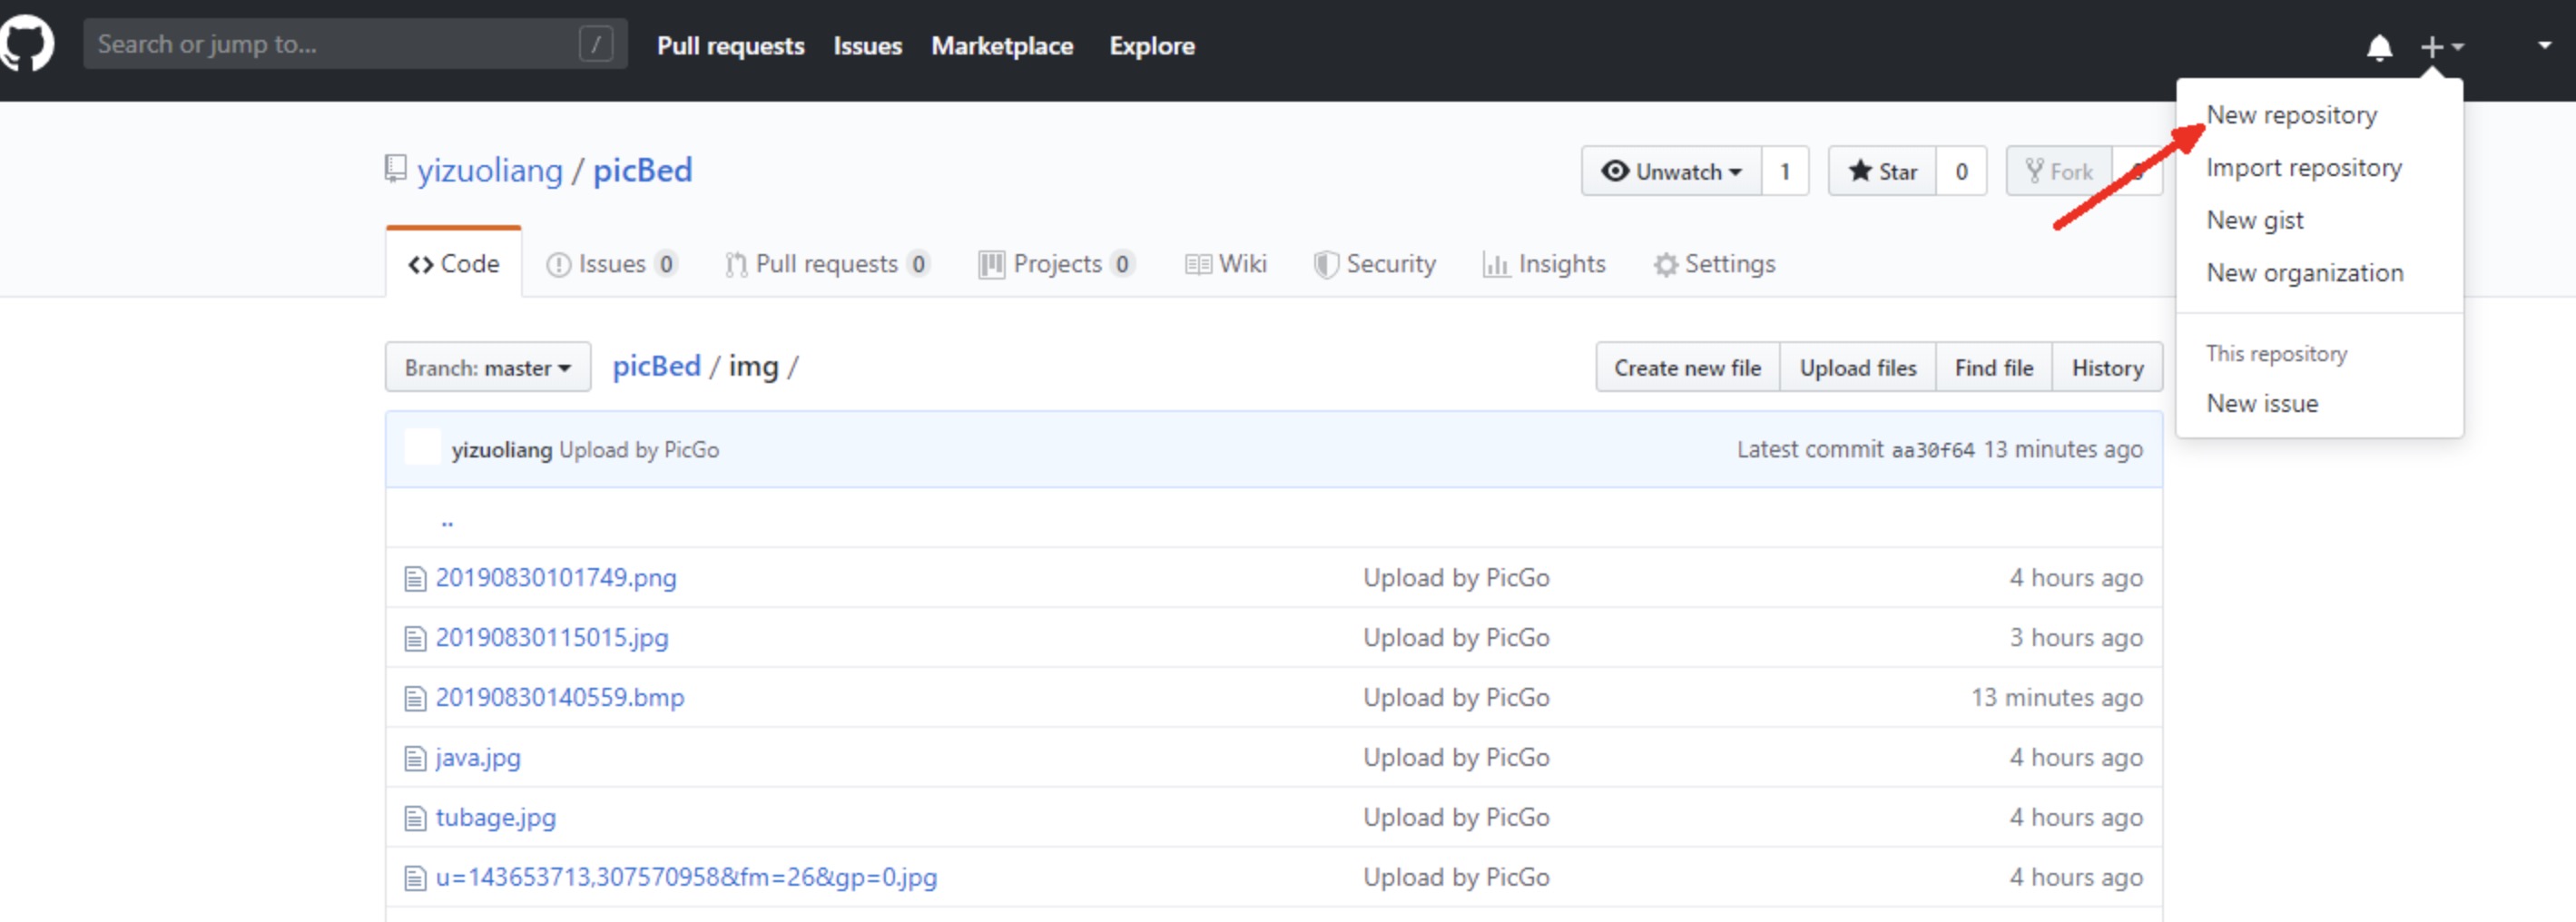 Search or jump to... / Pull requests Issues Marketplace Explore
New repository
Import repository
New gist
New organization
This repository
New issue
yizuoliang / picBed Unwatch 1 Star 0 Fork
Code Issues 0 Pull requests 0 Projects 0 Wiki Security Insights Settings
Branch: master picBed / img / Create new file Upload files Find file History
yizuoliang Upload by PicGo Latest commit aa30f64 13 minutes ago
..
20190830101749.png Upload by PicGo 4 hours ago
20190830115015.jpg Upload by PicGo 3 hours ago
20190830140559.bmp Upload by PicGo 13 minutes ago
java.jpg Upload by PicGo 4 hours ago
tubage.jpg Upload by PicGo 4 hours ago
u=143653713,307570958&fm=26&gp=0.jpg Upload by PicGo 4 hours ago